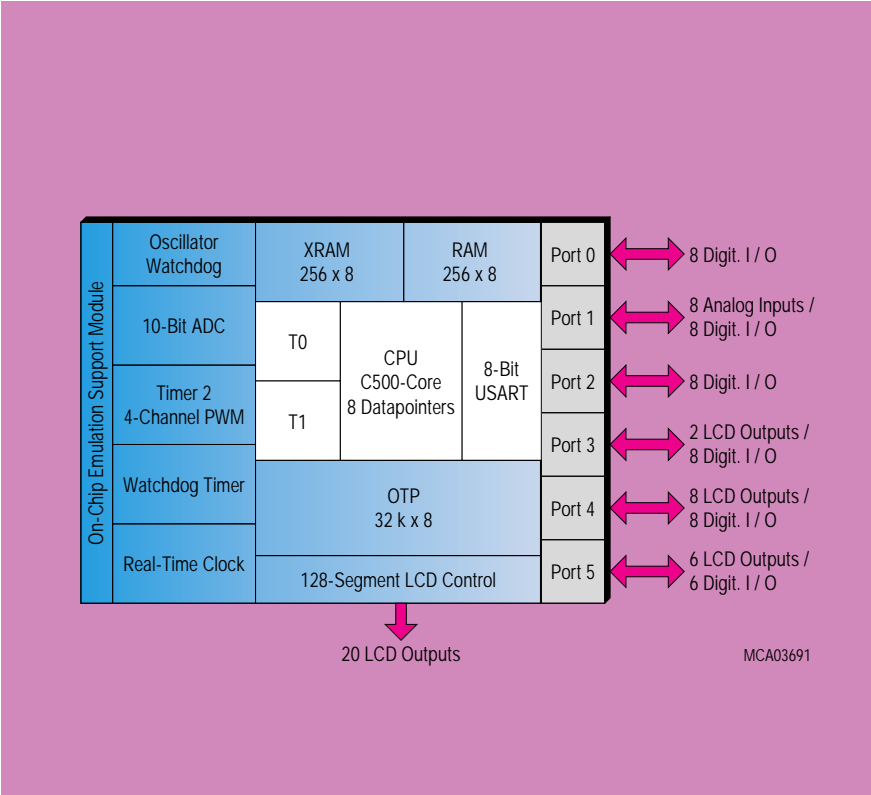 On-Chip Emulation Support Module
Oscillator
Watchdog
10-Bit ADC
Timer 2
4-Channel PWM
Watchdog Timer
Real-Time Clock
XRAM
256 x 8
RAM
256 x 8
T0
T1
CPU
C500-Core
8 Datapointers
8-Bit
USART
OTP
32 k x 8
128-Segment LCD Control
Port 0
Port 1
Port 2
Port 3
Port 4
Port 5
8 Digit. I / O
8 Analog Inputs /
8 Digit. I / O
8 Digit. I / O
2 LCD Outputs /
8 Digit. I / O
8 LCD Outputs /
8 Digit. I / O
6 LCD Outputs /
6 Digit. I / O
20 LCD Outputs
MCA03691